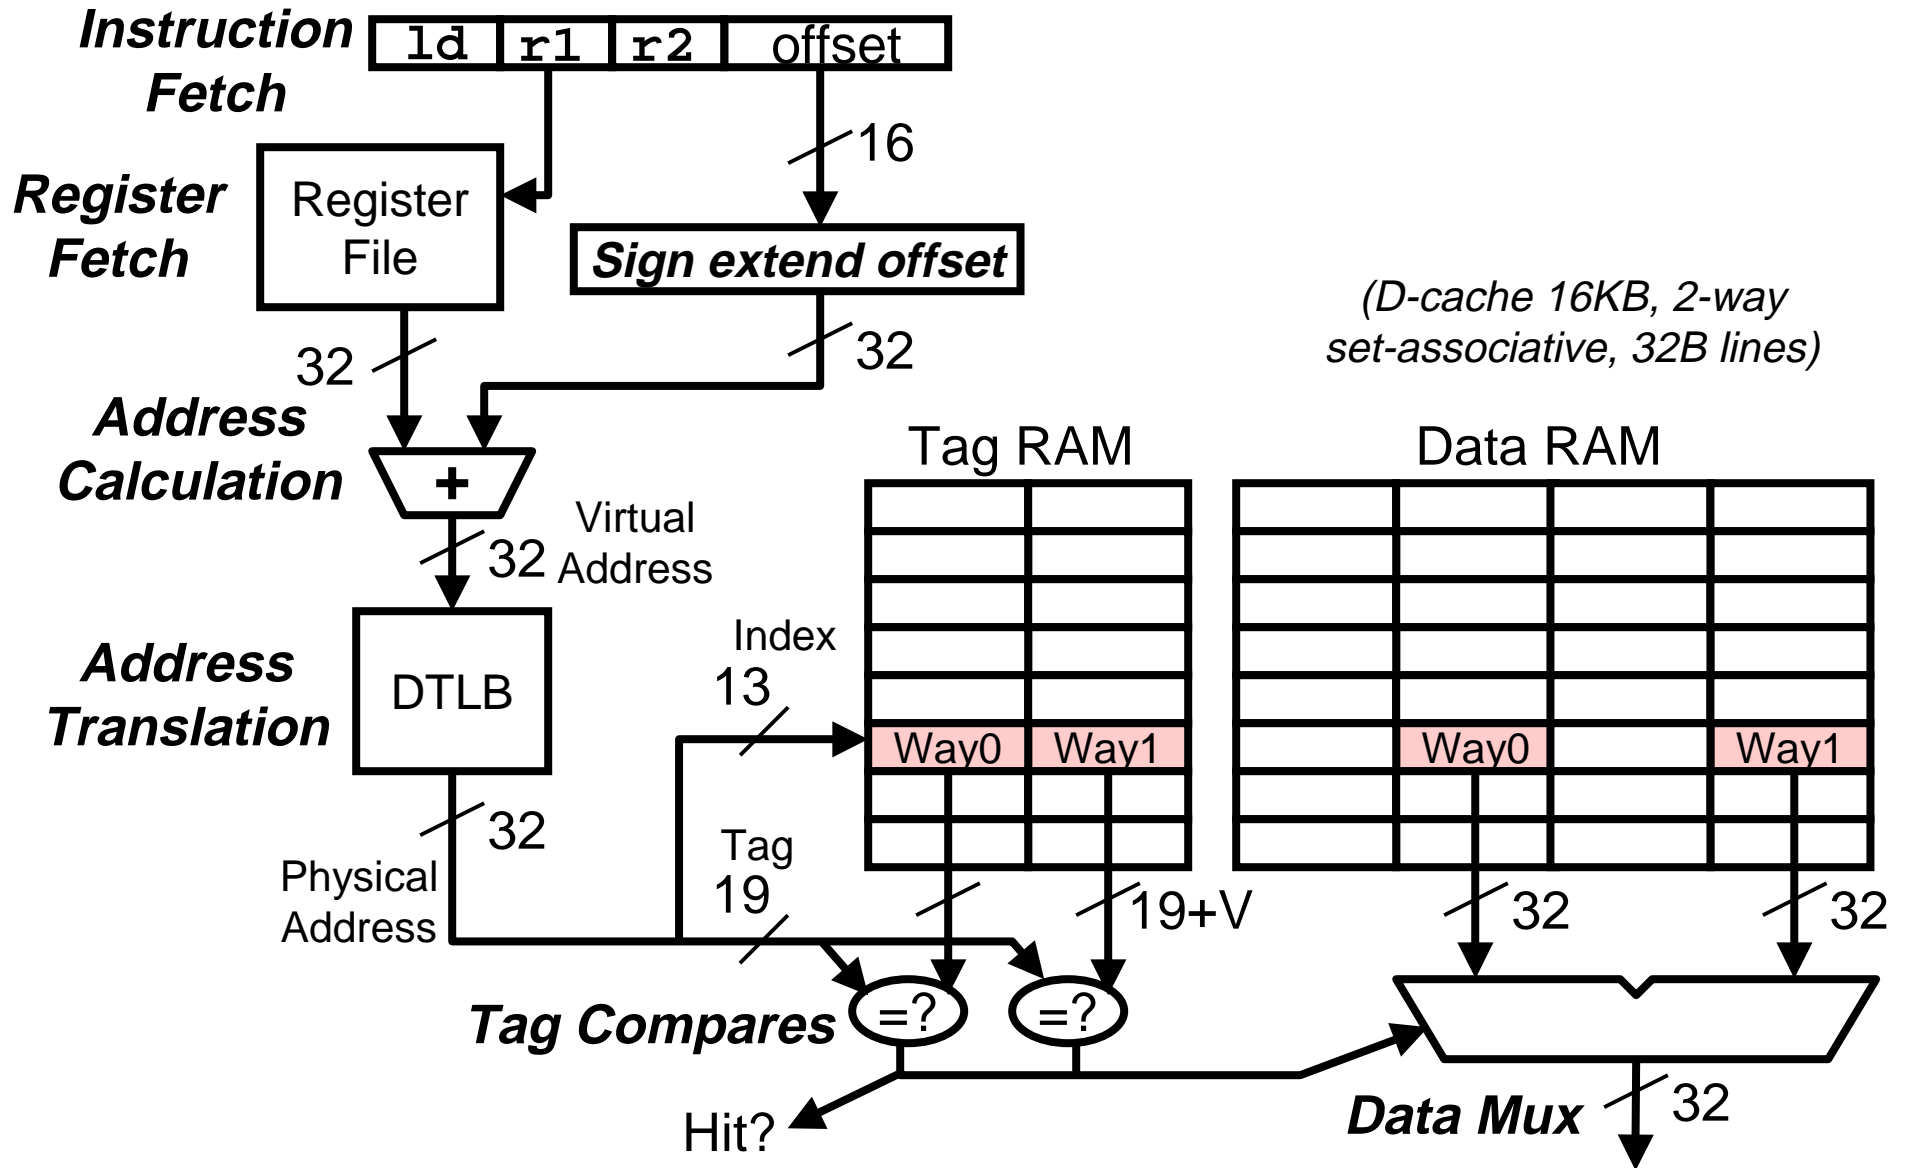 Instruction
Fetch
ld r1 r2 offset
16
Register
Fetch
Register
File
Sign extend offset
32
32
(D-cache 16KB, 2-way
set-associative, 32B lines)
Address
Calculation
+
32
Virtual
Address
Tag RAM
Data RAM
Address
Translation
DTLB
Index
13
Way0 Way1
Way0 Way1
32
Physical
Address
Tag
19
19+V
32
32
Tag Compares
=? =?
Hit?
Data Mux
32